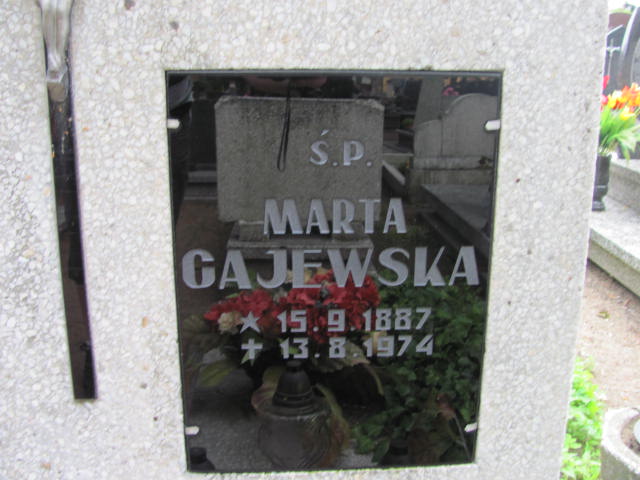 Ś.P.
MARTA
GAJEWSKA
★ 15.9.1887
✝ 13.8.1974